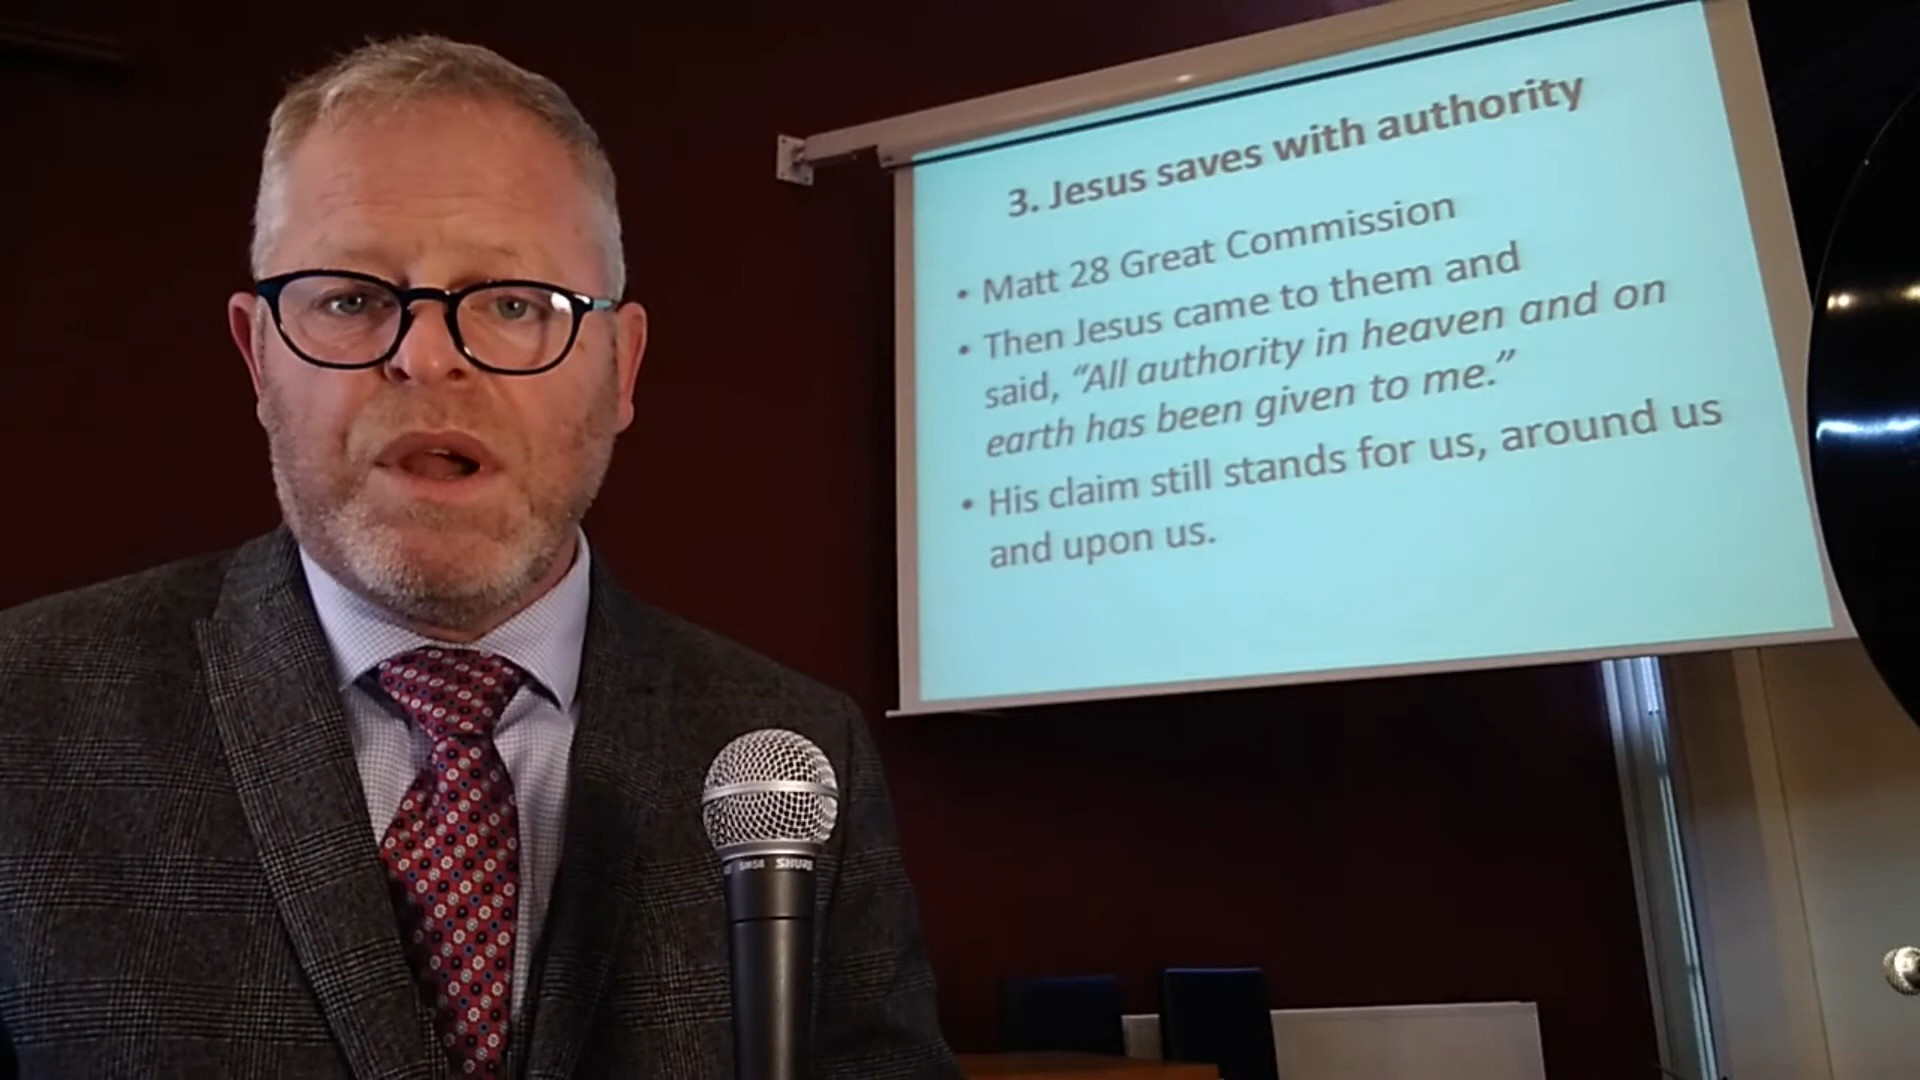 3. Jesus saves with authority
• Matt 28 Great Commission
• Then Jesus came to them and
said, “All authority in heaven and on
earth has been given to me.”
• His claim still stands for us, around us
and upon us.
SM58 SHURE